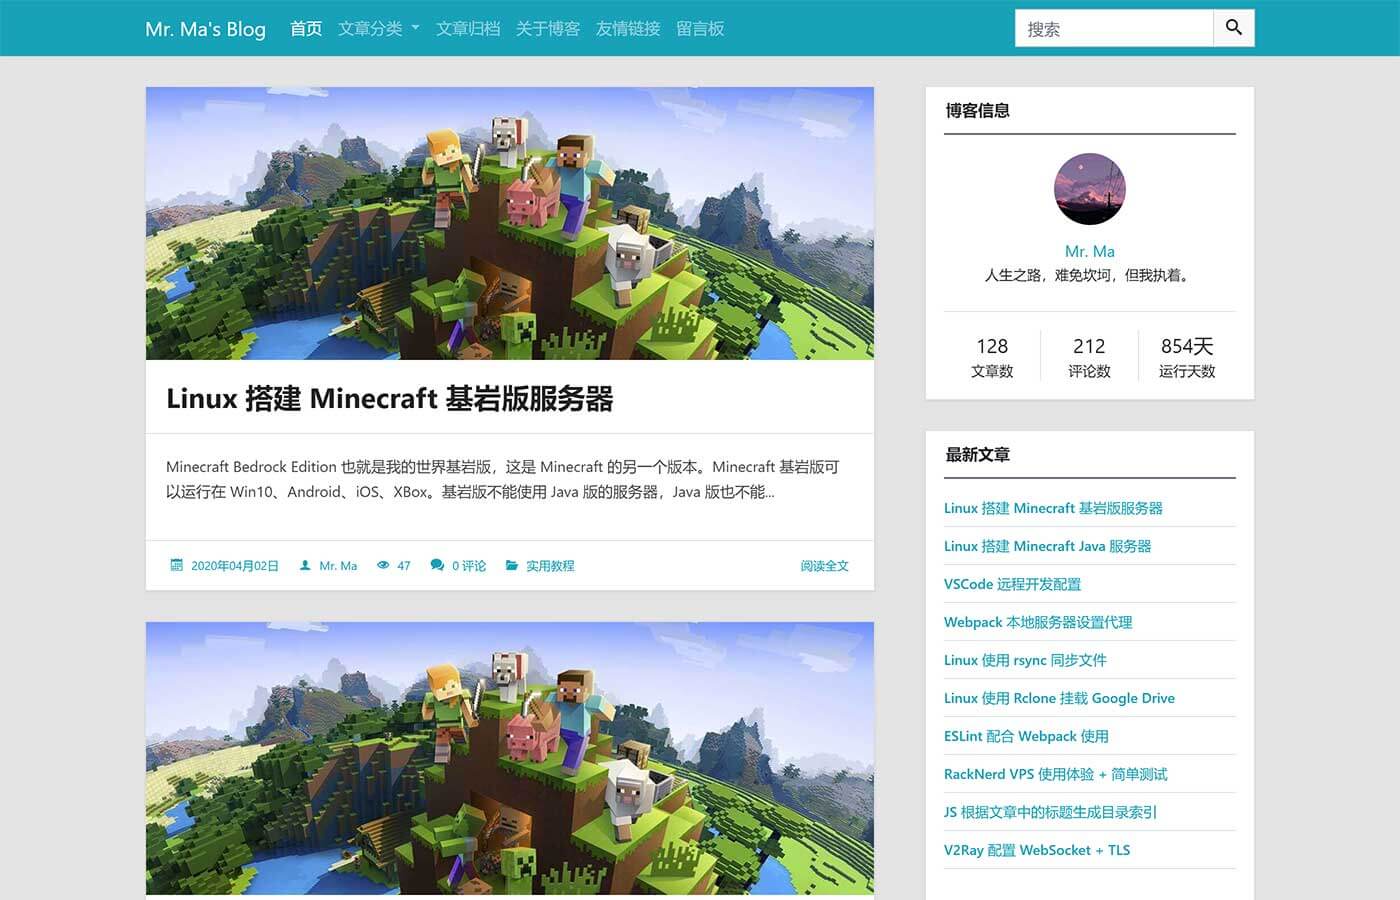 Mr. Ma's Blog 首页 文章分类 文章归档 关于博客 友情链接 留言板 搜索
Linux 搭建 Minecraft 基岩版服务器
Minecraft Bedrock Edition 也就是我的世界基岩版，这是 Minecraft 的另一个版本。Minecraft 基岩版可
以运行在 Win10、Android、iOS、XBox。基岩版不能使用 Java 版的服务器，Java 版也不能...
2020年04月02日 Mr. Ma 47 0 评论 实用教程 阅读全文
博客信息
Mr. Ma
人生之路，难免坎坷，但我执着。
128 212 854天
文章数 评论数 运行天数
最新文章
Linux 搭建 Minecraft 基岩版服务器
Linux 搭建 Minecraft Java 服务器
VSCode 远程开发配置
Webpack 本地服务器设置代理
Linux 使用 rsync 同步文件
Linux 使用 Rclone 挂载 Google Drive
ESLint 配合 Webpack 使用
RackNerd VPS 使用体验 + 简单测试
JS 根据文章中的标题生成目录索引
V2Ray 配置 WebSocket + TLS